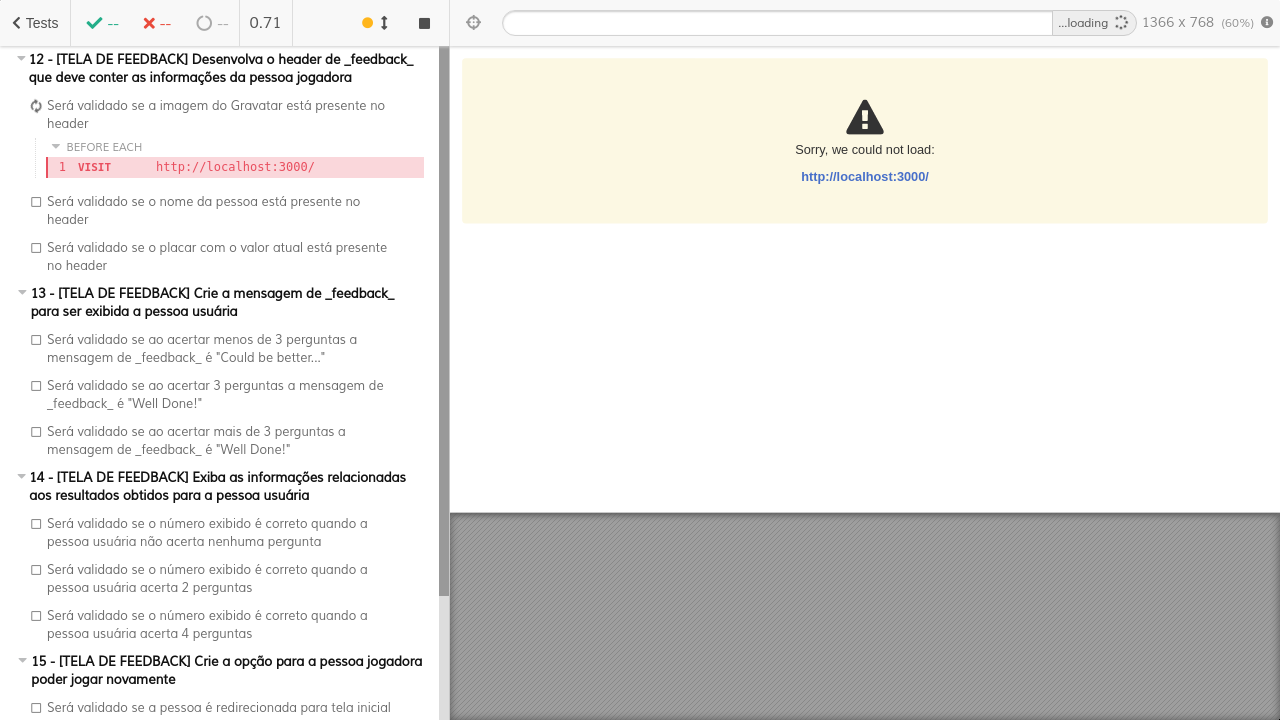 Tests -- -- -- 0.71
...loading 1366 x 768 (60%)
12 - [TELA DE FEEDBACK] Desenvolva o header de _feedback_
que deve conter as informações da pessoa jogadora
Será validado se a imagem do Gravatar está presente no
header
BEFORE EACH
1 VISIT http://localhost:3000/
Será validado se o nome da pessoa está presente no
header
Será validado se o placar com o valor atual está presente
no header
13 - [TELA DE FEEDBACK] Crie a mensagem de _feedback_
para ser exibida a pessoa usuária
Será validado se ao acertar menos de 3 perguntas a
mensagem de _feedback_ é "Could be better..."
Será validado se ao acertar 3 perguntas a mensagem de
_feedback_ é "Well Done!"
Será validado se ao acertar mais de 3 perguntas a
mensagem de _feedback_ é "Well Done!"
14 - [TELA DE FEEDBACK] Exiba as informações relacionadas
aos resultados obtidos para a pessoa usuária
Será validado se o número exibido é correto quando a
pessoa usuária não acerta nenhuma pergunta
Será validado se o número exibido é correto quando a
pessoa usuária acerta 2 perguntas
Será validado se o número exibido é correto quando a
pessoa usuária acerta 4 perguntas
15 - [TELA DE FEEDBACK] Crie a opção para a pessoa jogadora
poder jogar novamente
Será validado se a pessoa é redirecionada para tela inicial
Sorry, we could not load:
http://localhost:3000/